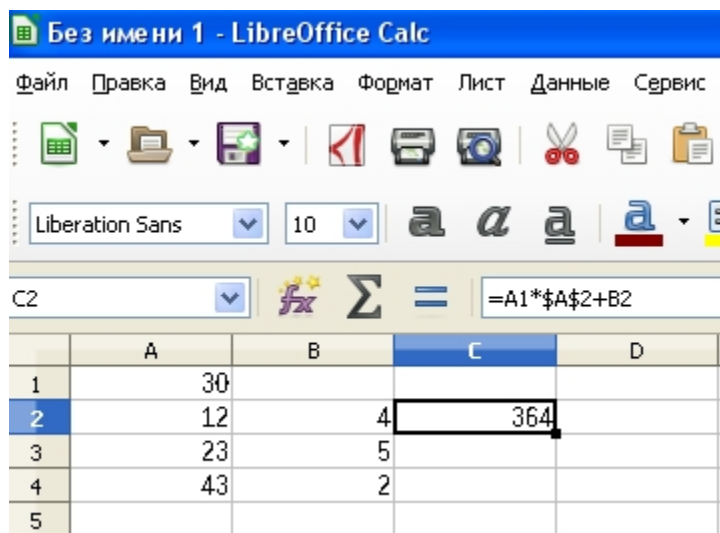 Без имени 1 - LibreOffice Calc
Файл Правка Вид Вставка Формат Лист Данные Сервис
Liberation Sans 10 a a a a
C2 fx Σ = =A1*$A$2+B2
A B C D
1 30
2 12 4 364
3 23 5
4 43 2
5